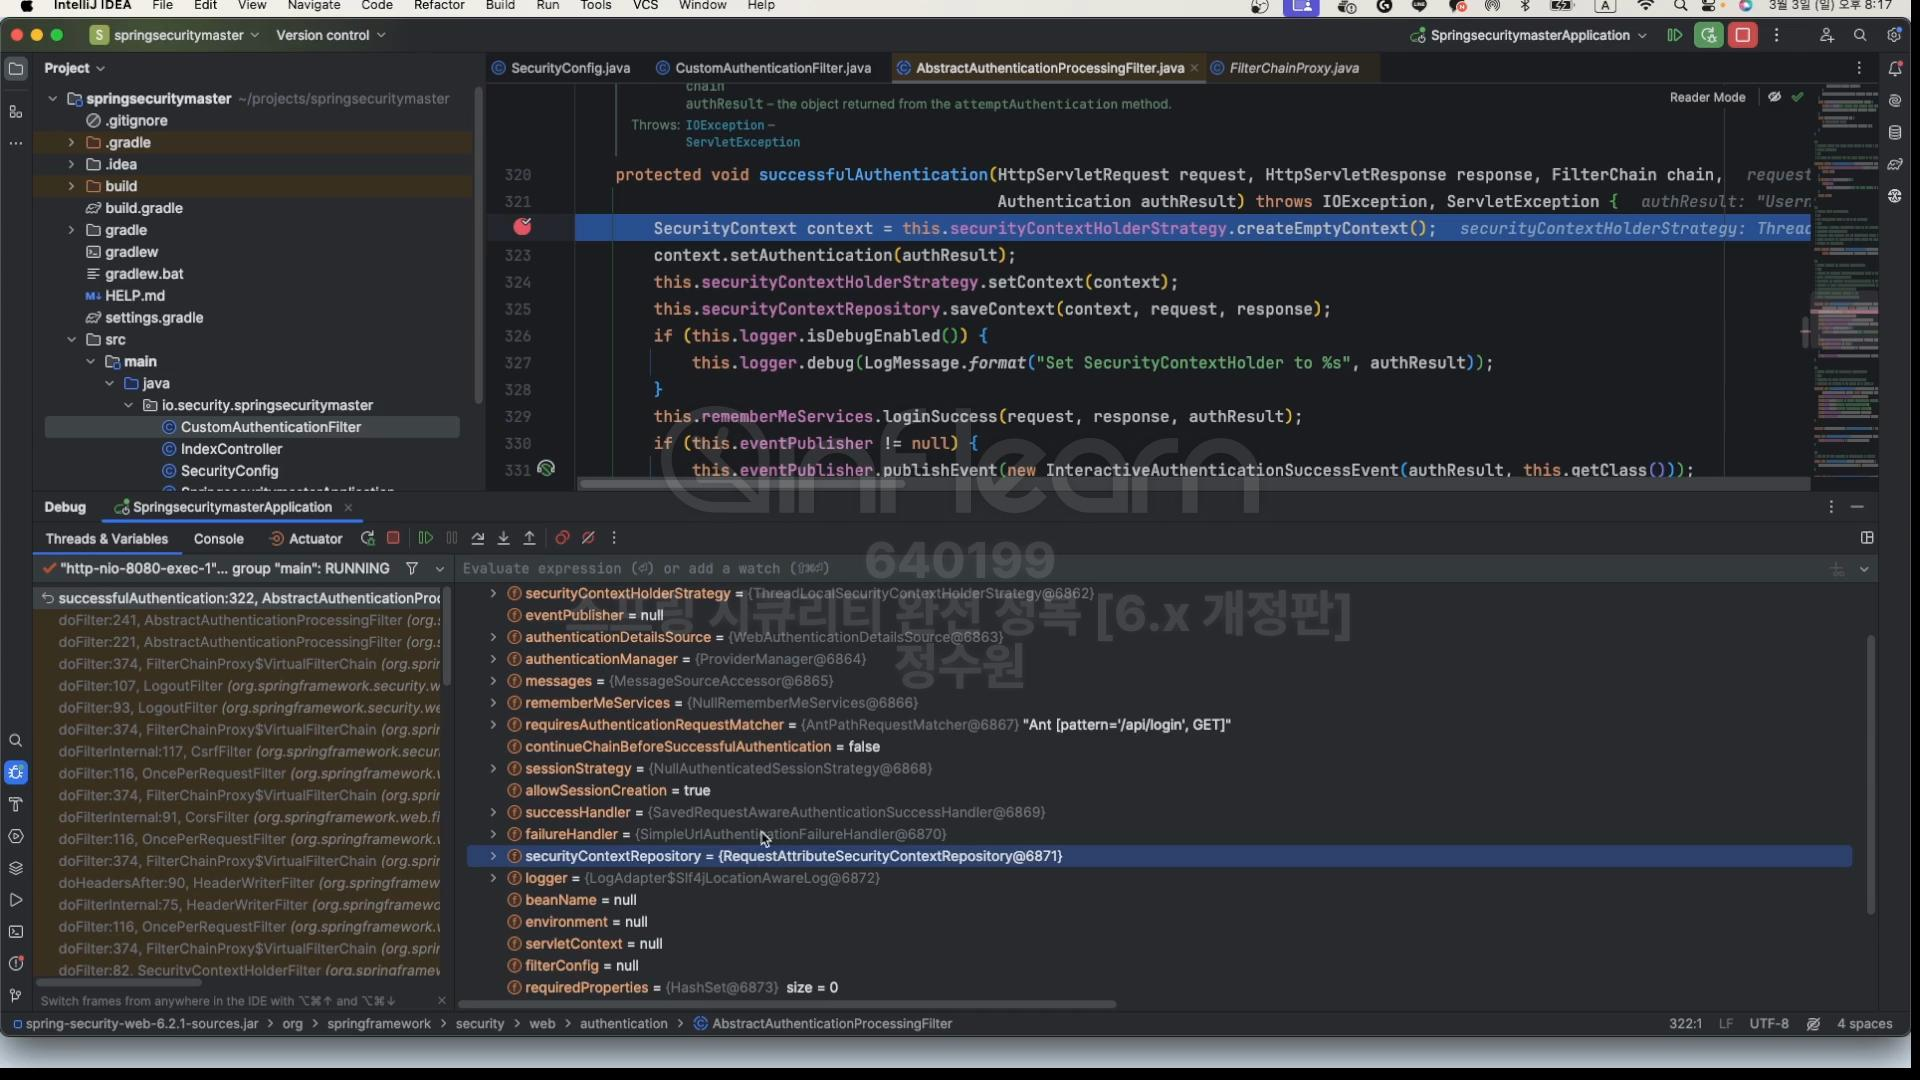 IntelliJ IDEA File Edit View Navigate Code Refactor Build Run Tools VCS Window Help A 3월 3일 (일) 오후 8:17
S springsecuritymaster Version control SpringsecuritymasterApplication
Project
SecurityConfig.java CustomAuthenticationFilter.java AbstractAuthenticationProcessingFilter.java FilterChainProxy.java
springsecuritymaster ~/projects/springsecuritymaster
.gitignore
.gradle
.idea
build
build.gradle
gradle
gradlew
gradlew.bat
HELP.md
settings.gradle
src
main
java
io.security.springsecuritymaster
CustomAuthenticationFilter
IndexController
SecurityConfig
Reader Mode
chain
authResult – the object returned from the attemptAuthentication method.
Throws: IOException –
ServletException
320 protected void successfulAuthentication(HttpServletRequest request, HttpServletResponse response, FilterChain chain, request
321 Authentication authResult) throws IOException, ServletException { authResult: "Usern
SecurityContext context = this.securityContextHolderStrategy.createEmptyContext(); securityContextHolderStrategy: Threa
323 context.setAuthentication(authResult);
324 this.securityContextHolderStrategy.setContext(context);
325 this.securityContextRepository.saveContext(context, request, response);
326 if (this.logger.isDebugEnabled()) {
327 this.logger.debug(LogMessage.format("Set SecurityContextHolder to %s", authResult));
328 }
329 this.rememberMeServices.loginSuccess(request, response, authResult);
330 if (this.eventPublisher != null) {
331 this.eventPublisher.publishEvent(new InteractiveAuthenticationSuccessEvent(authResult, this.getClass()));
inflearn
640199
스프링 시큐리티 완전 정복 [6.x 개정판]
정수원
Debug SpringsecuritymasterApplication
Threads & Variables Console Actuator
"http-nio-8080-exec-1"... group "main": RUNNING
Evaluate expression (⏎) or add a watch (⇧⌘⏎)
successfulAuthentication:322, AbstractAuthenticationProc
doFilter:241, AbstractAuthenticationProcessingFilter (org.s
doFilter:221, AbstractAuthenticationProcessingFilter (org.s
doFilter:374, FilterChainProxy$VirtualFilterChain (org.sprin
doFilter:107, LogoutFilter (org.springframework.security.w
doFilter:93, LogoutFilter (org.springframework.security.we
doFilter:374, FilterChainProxy$VirtualFilterChain (org.sprin
doFilterInternal:117, CsrfFilter (org.springframework.secur
doFilter:116, OncePerRequestFilter (org.springframework.w
doFilter:374, FilterChainProxy$VirtualFilterChain (org.sprin
doFilterInternal:91, CorsFilter (org.springframework.web.fi
doFilter:116, OncePerRequestFilter (org.springframework.w
doFilter:374, FilterChainProxy$VirtualFilterChain (org.sprin
doHeadersAfter:90, HeaderWriterFilter (org.springframewo
doFilterInternal:75, HeaderWriterFilter (org.springframewo
doFilter:116, OncePerRequestFilter (org.springframework.w
doFilter:374, FilterChainProxy$VirtualFilterChain (org.sprin
doFilter:82, SecurityContextHolderFilter (org.springframew
Switch frames from anywhere in the IDE with ⌥⌘↑ and ⌥⌘↓
securityContextHolderStrategy = {ThreadLocalSecurityContextHolderStrategy@6862}
eventPublisher = null
authenticationDetailsSource = {WebAuthenticationDetailsSource@6863}
authenticationManager = {ProviderManager@6864}
messages = {MessageSourceAccessor@6865}
rememberMeServices = {NullRememberMeServices@6866}
requiresAuthenticationRequestMatcher = {AntPathRequestMatcher@6867} "Ant [pattern='/api/login', GET]"
continueChainBeforeSuccessfulAuthentication = false
sessionStrategy = {NullAuthenticatedSessionStrategy@6868}
allowSessionCreation = true
successHandler = {SavedRequestAwareAuthenticationSuccessHandler@6869}
failureHandler = {SimpleUrlAuthenticationFailureHandler@6870}
securityContextRepository = {RequestAttributeSecurityContextRepository@6871}
logger = {LogAdapter$Slf4jLocationAwareLog@6872}
beanName = null
environment = null
servletContext = null
filterConfig = null
requiredProperties = {HashSet@6873} size = 0
spring-security-web-6.2.1-sources.jar > org > springframework > security > web > authentication > AbstractAuthenticationProcessingFilter 322:1 LF UTF-8 4 spaces